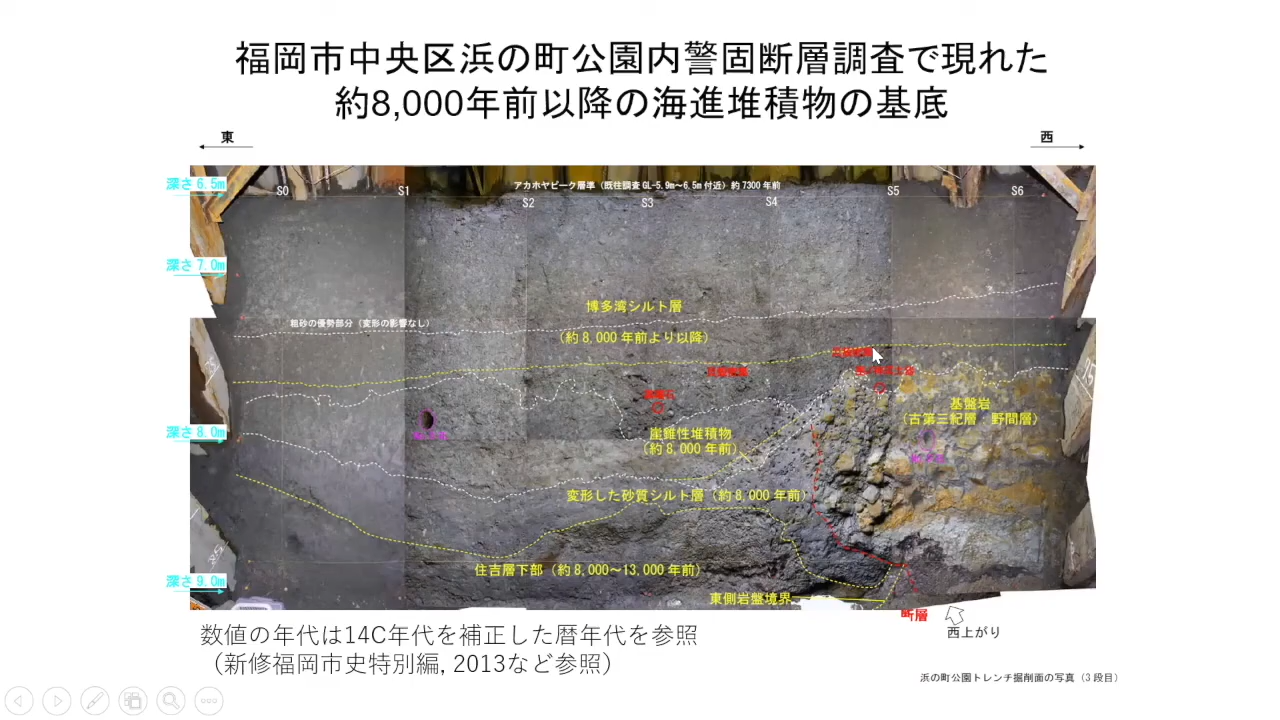 福岡市中央区浜の町公園内警固断層調査で現れた
約8,000年前以降の海進堆積物の基底
東
西
深さ6.5m
アカホヤピーク層準（既往調査GL-5.9m～6.5m付近）約7300年前
S0
S1
S2
S3
S4
S5
S6
深さ7.0m
博多湾シルト層
粗砂の優勢部分（変形の影響なし）
（約8,000年前より以降）
基盤岩
（古第三紀層・野間層）
深さ8.0m
崖錐性堆積物
（約8,000年前）
変形した砂質シルト層（約8,000年前）
住吉層下部（約8,000～13,000年前）
深さ9.0m
東側岩盤境界
断層
西上がり
数値の年代は14C年代を補正した暦年代を参照
（新修福岡市史特別編, 2013など参照）
浜の町公園トレンチ掘削面の写真（3段目）